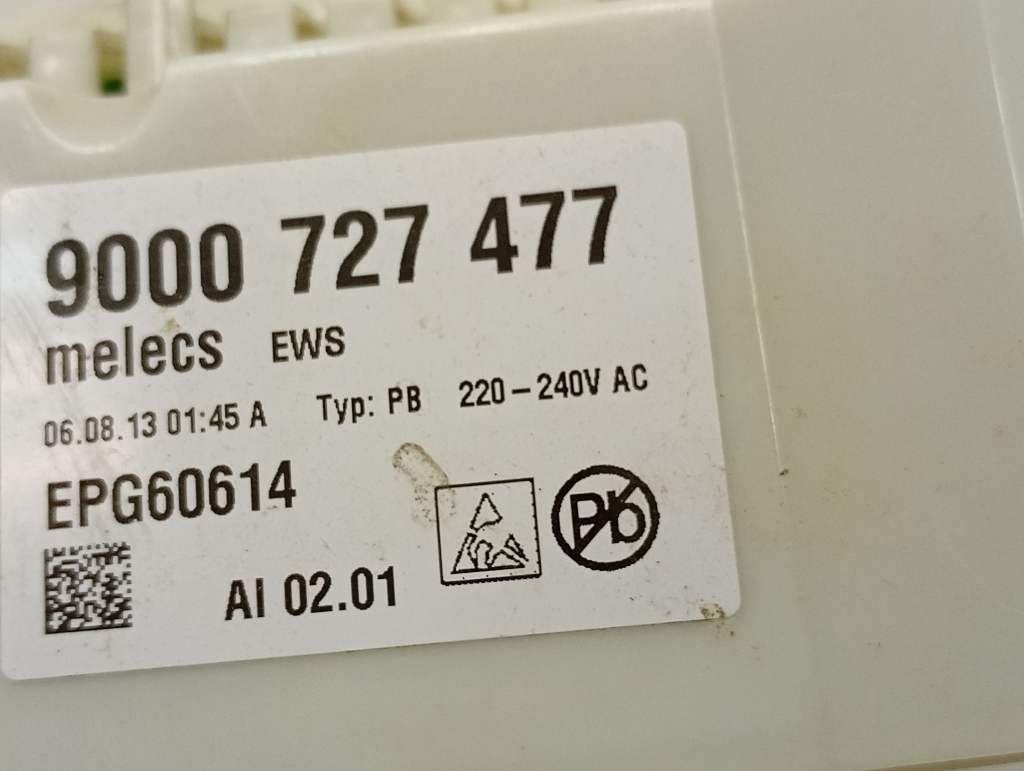 9000 727 477
melecs EWS
06.08.13 01:45 A Typ: PB 220-240V AC
EPG60614
Pb
AI 02.01